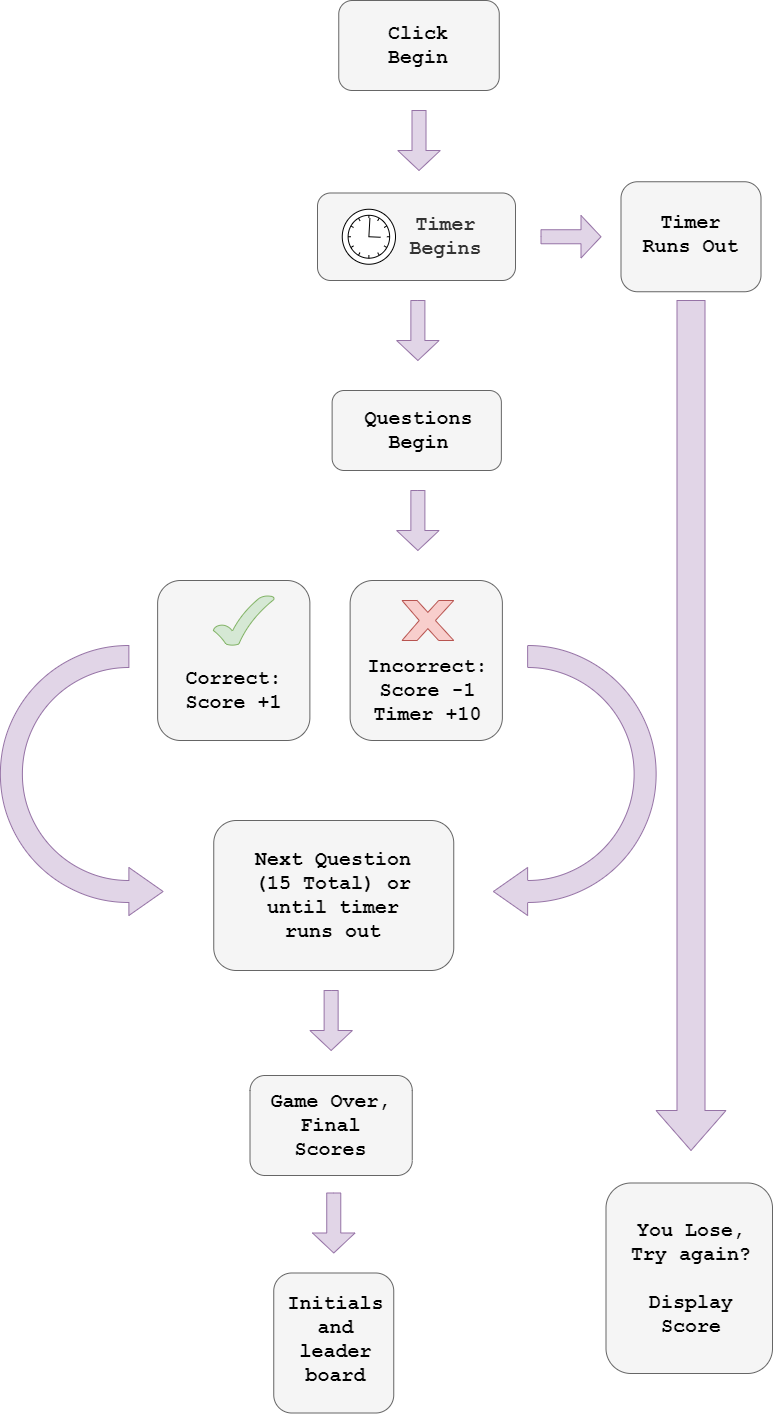 Click
Begin
Timer
Begins
Timer
Runs Out
Questions
Begin
Correct:
Score +1
Incorrect:
Score -1
Timer +10
Next Question
(15 Total) or
until timer
runs out
Game Over,
Final
Scores
You Lose,
Try again?
Display
Score
Initials
and
leader
board